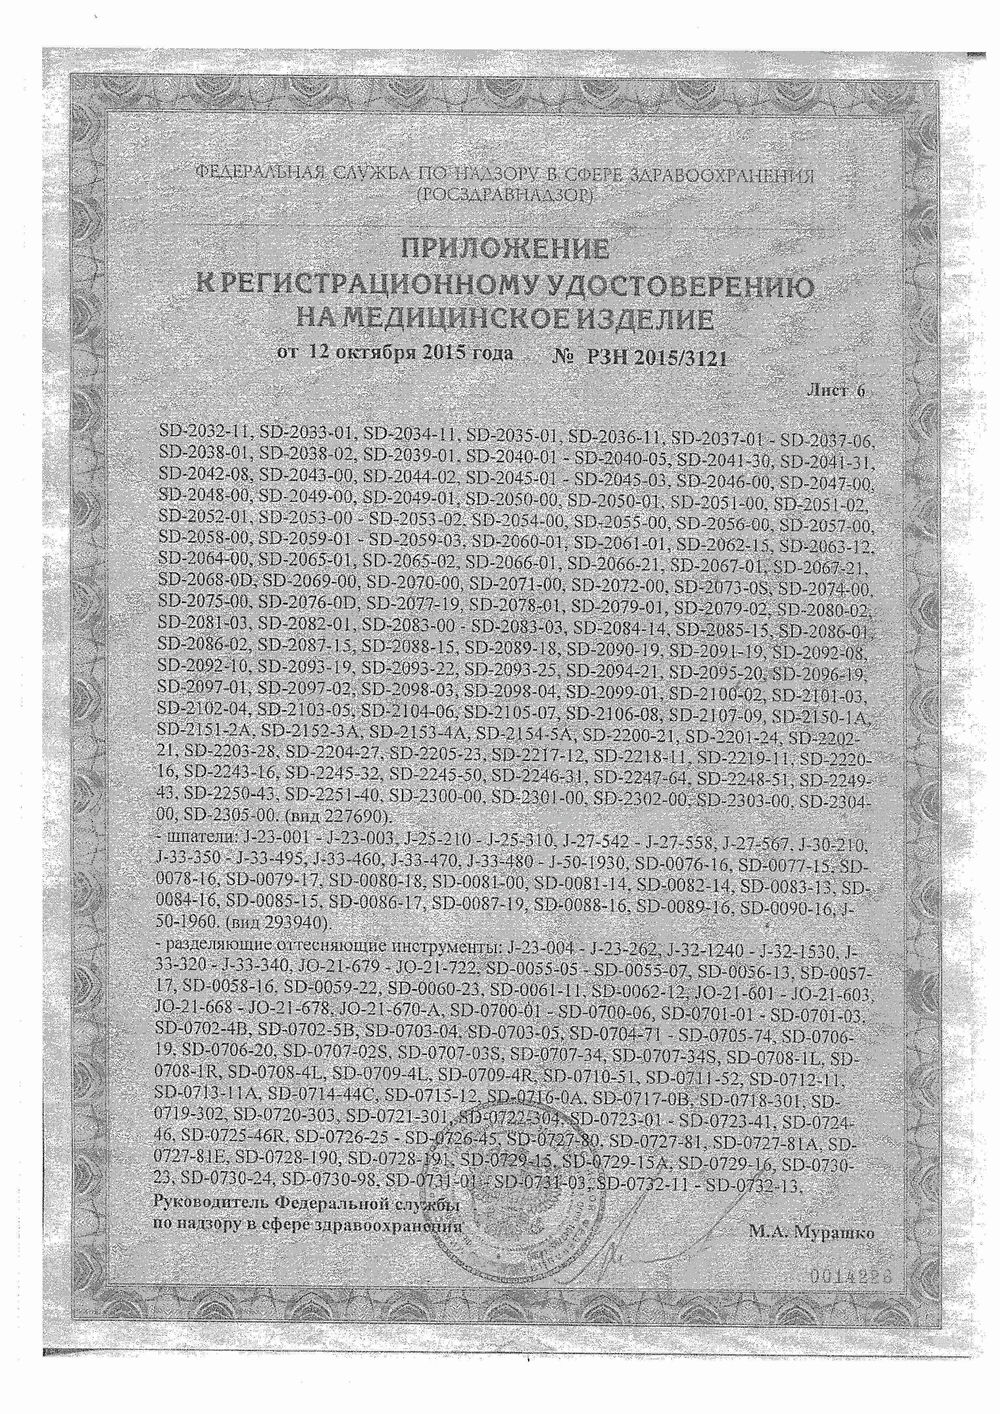 ФЕДЕРАЛЬНАЯ СЛУЖБА ПО НАДЗОРУ В СФЕРЕ ЗДРАВООХРАНЕНИЯ
(РОСЗДРАВНАДЗОР)
ПРИЛОЖЕНИЕ
К РЕГИСТРАЦИОННОМУ УДОСТОВЕРЕНИЮ
НА МЕДИЦИНСКОЕ ИЗДЕЛИЕ
от 12 октября 2015 года № РЗН 2015/3121
Лист 6
SD-2032-11, SD-2033-01, SD-2034-11, SD-2035-01, SD-2036-11, SD-2037-01 - SD-2037-06,
SD-2038-01, SD-2038-02, SD-2039-01. SD-2040-01 - SD-2040-05, SD-2041-30, SD-2041-31,
SD-2042-08, SD-2043-00, SD-2044-02, SD-2045-01 - SD-2045-03, SD-2046-00, SD-2047-00,
SD-2048-00, SD-2049-00, SD-2049-01, SD-2050-00, SD-2050-01, SD-2051-00, SD-2051-02,
SD-2052-01, SD-2053-00 - SD-2053-02, SD-2054-00, SD-2055-00, SD-2056-00, SD-2057-00,
SD-2058-00, SD-2059-01 - SD-2059-03, SD-2060-01, SD-2061-01, SD-2062-15, SD-2063-12,
SD-2064-00, SD-2065-01, SD-2065-02, SD-2066-01, SD-2066-21, SD-2067-01, SD-2067-21,
SD-2068-0D, SD-2069-00, SD-2070-00, SD-2071-00, SD-2072-00, SD-2073-0S, SD-2074-00,
SD-2075-00, SD-2076-0D, SD-2077-19, SD-2078-01, SD-2079-01, SD-2079-02, SD-2080-02,
SD-2081-03, SD-2082-01, SD-2083-00 - SD-2083-03, SD-2084-14, SD-2085-15, SD-2086-01,
SD-2086-02, SD-2087-15, SD-2088-15, SD-2089-18, SD-2090-19, SD-2091-19, SD-2092-08,
SD-2092-10, SD-2093-19, SD-2093-22, SD-2093-25, SD-2094-21, SD-2095-20, SD-2096-19,
SD-2097-01, SD-2097-02, SD-2098-03, SD-2098-04, SD-2099-01, SD-2100-02, SD-2101-03,
SD-2102-04, SD-2103-05, SD-2104-06, SD-2105-07, SD-2106-08, SD-2107-09, SD-2150-1A,
SD-2151-2A, SD-2152-3A, SD-2153-4A, SD-2154-5A, SD-2200-21, SD-2201-24, SD-2202-
21, SD-2203-28, SD-2204-27, SD-2205-23, SD-2217-12, SD-2218-11, SD-2219-11, SD-2220-
16, SD-2243-16, SD-2245-32, SD-2245-50, SD-2246-31, SD-2247-64, SD-2248-51, SD-2249-
43, SD-2250-43, SD-2251-40, SD-2300-00, SD-2301-00, SD-2302-00, SD-2303-00, SD-2304-
00, SD-2305-00. (вид 227690).
- шпатели: J-23-001 - J-23-003, J-25-210 - J-25-310, J-27-542 - J-27-558, J-27-567, J-30-210,
J-33-350 - J-33-495, J-33-460, J-33-470, J-33-480 - J-50-1930, SD-0076-16, SD-0077-15, SD-
0078-16, SD-0079-17, SD-0080-18, SD-0081-00, SD-0081-14, SD-0082-14, SD-0083-13, SD-
0084-16, SD-0085-15, SD-0086-17, SD-0087-19, SD-0088-16, SD-0089-16, SD-0090-16, J-
50-1960. (вид 293940).
- разделяющие оттесняющие инструменты: J-23-004 - J-23-262, J-32-1240 - J-32-1530, J-
33-320 - J-33-340, JO-21-679 - JO-21-722, SD-0055-05 - SD-0055-07, SD-0056-13, SD-0057-
17, SD-0058-16, SD-0059-22, SD-0060-23, SD-0061-11, SD-0062-12, JO-21-601 - JO-21-603,
JO-21-668 - JO-21-678, JO-21-670-A, SD-0700-01 - SD-0700-06, SD-0701-01 - SD-0701-03,
SD-0702-4B, SD-0702-5B, SD-0703-04, SD-0703-05, SD-0704-71 - SD-0705-74, SD-0706-
19, SD-0706-20, SD-0707-02S, SD-0707-03S, SD-0707-34, SD-0707-34S, SD-0708-1L, SD-
0708-1R, SD-0708-4L, SD-0709-4L, SD-0709-4R, SD-0710-51, SD-0711-52, SD-0712-11,
SD-0713-11A, SD-0714-44C, SD-0715-12, SD-0716-0A, SD-0717-0B, SD-0718-301, SD-
0719-302, SD-0720-303, SD-0721-301, SD-0722-304, SD-0723-01 - SD-0723-41, SD-0724-
46, SD-0725-46R, SD-0726-25 - SD-0726-45, SD-0727-80, SD-0727-81, SD-0727-81A, SD-
0727-81E, SD-0728-190, SD-0728-191, SD-0729-15, SD-0729-15A, SD-0729-16, SD-0730-
23, SD-0730-24, SD-0730-98, SD-0731-01 - SD-0731-03, SD-0732-11 - SD-0732-13,
Руководитель Федеральной службы
по надзору в сфере здравоохранения
М.А. Мурашко
0014226